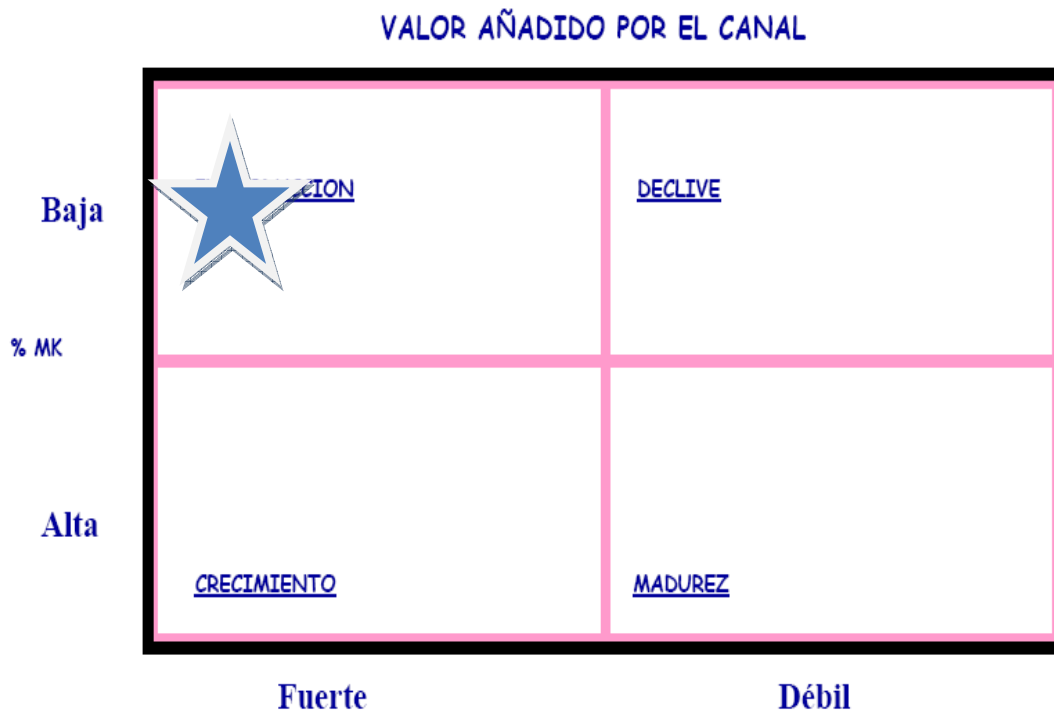 VALOR AÑADIDO POR EL CANAL
Baja
DECLIVE
% MK
Alta
CRECIMIENTO
MADUREZ
Fuerte
Débil